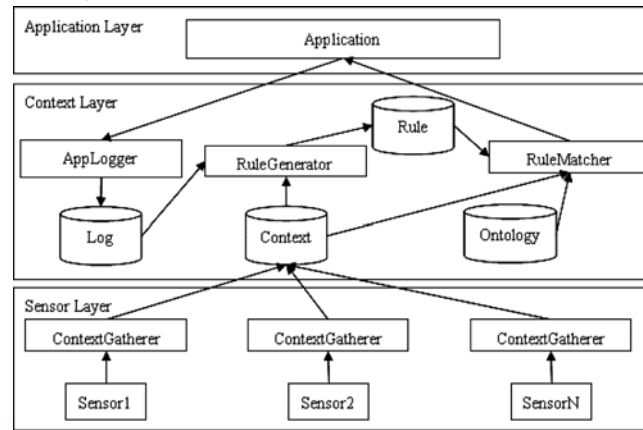 Application Layer
Application
Context Layer
Rule
AppLogger
RuleGenerator
RuleMatcher
Log
Context
Ontology
Sensor Layer
ContextGatherer
ContextGatherer
ContextGatherer
Sensor1
Sensor2
SensorN